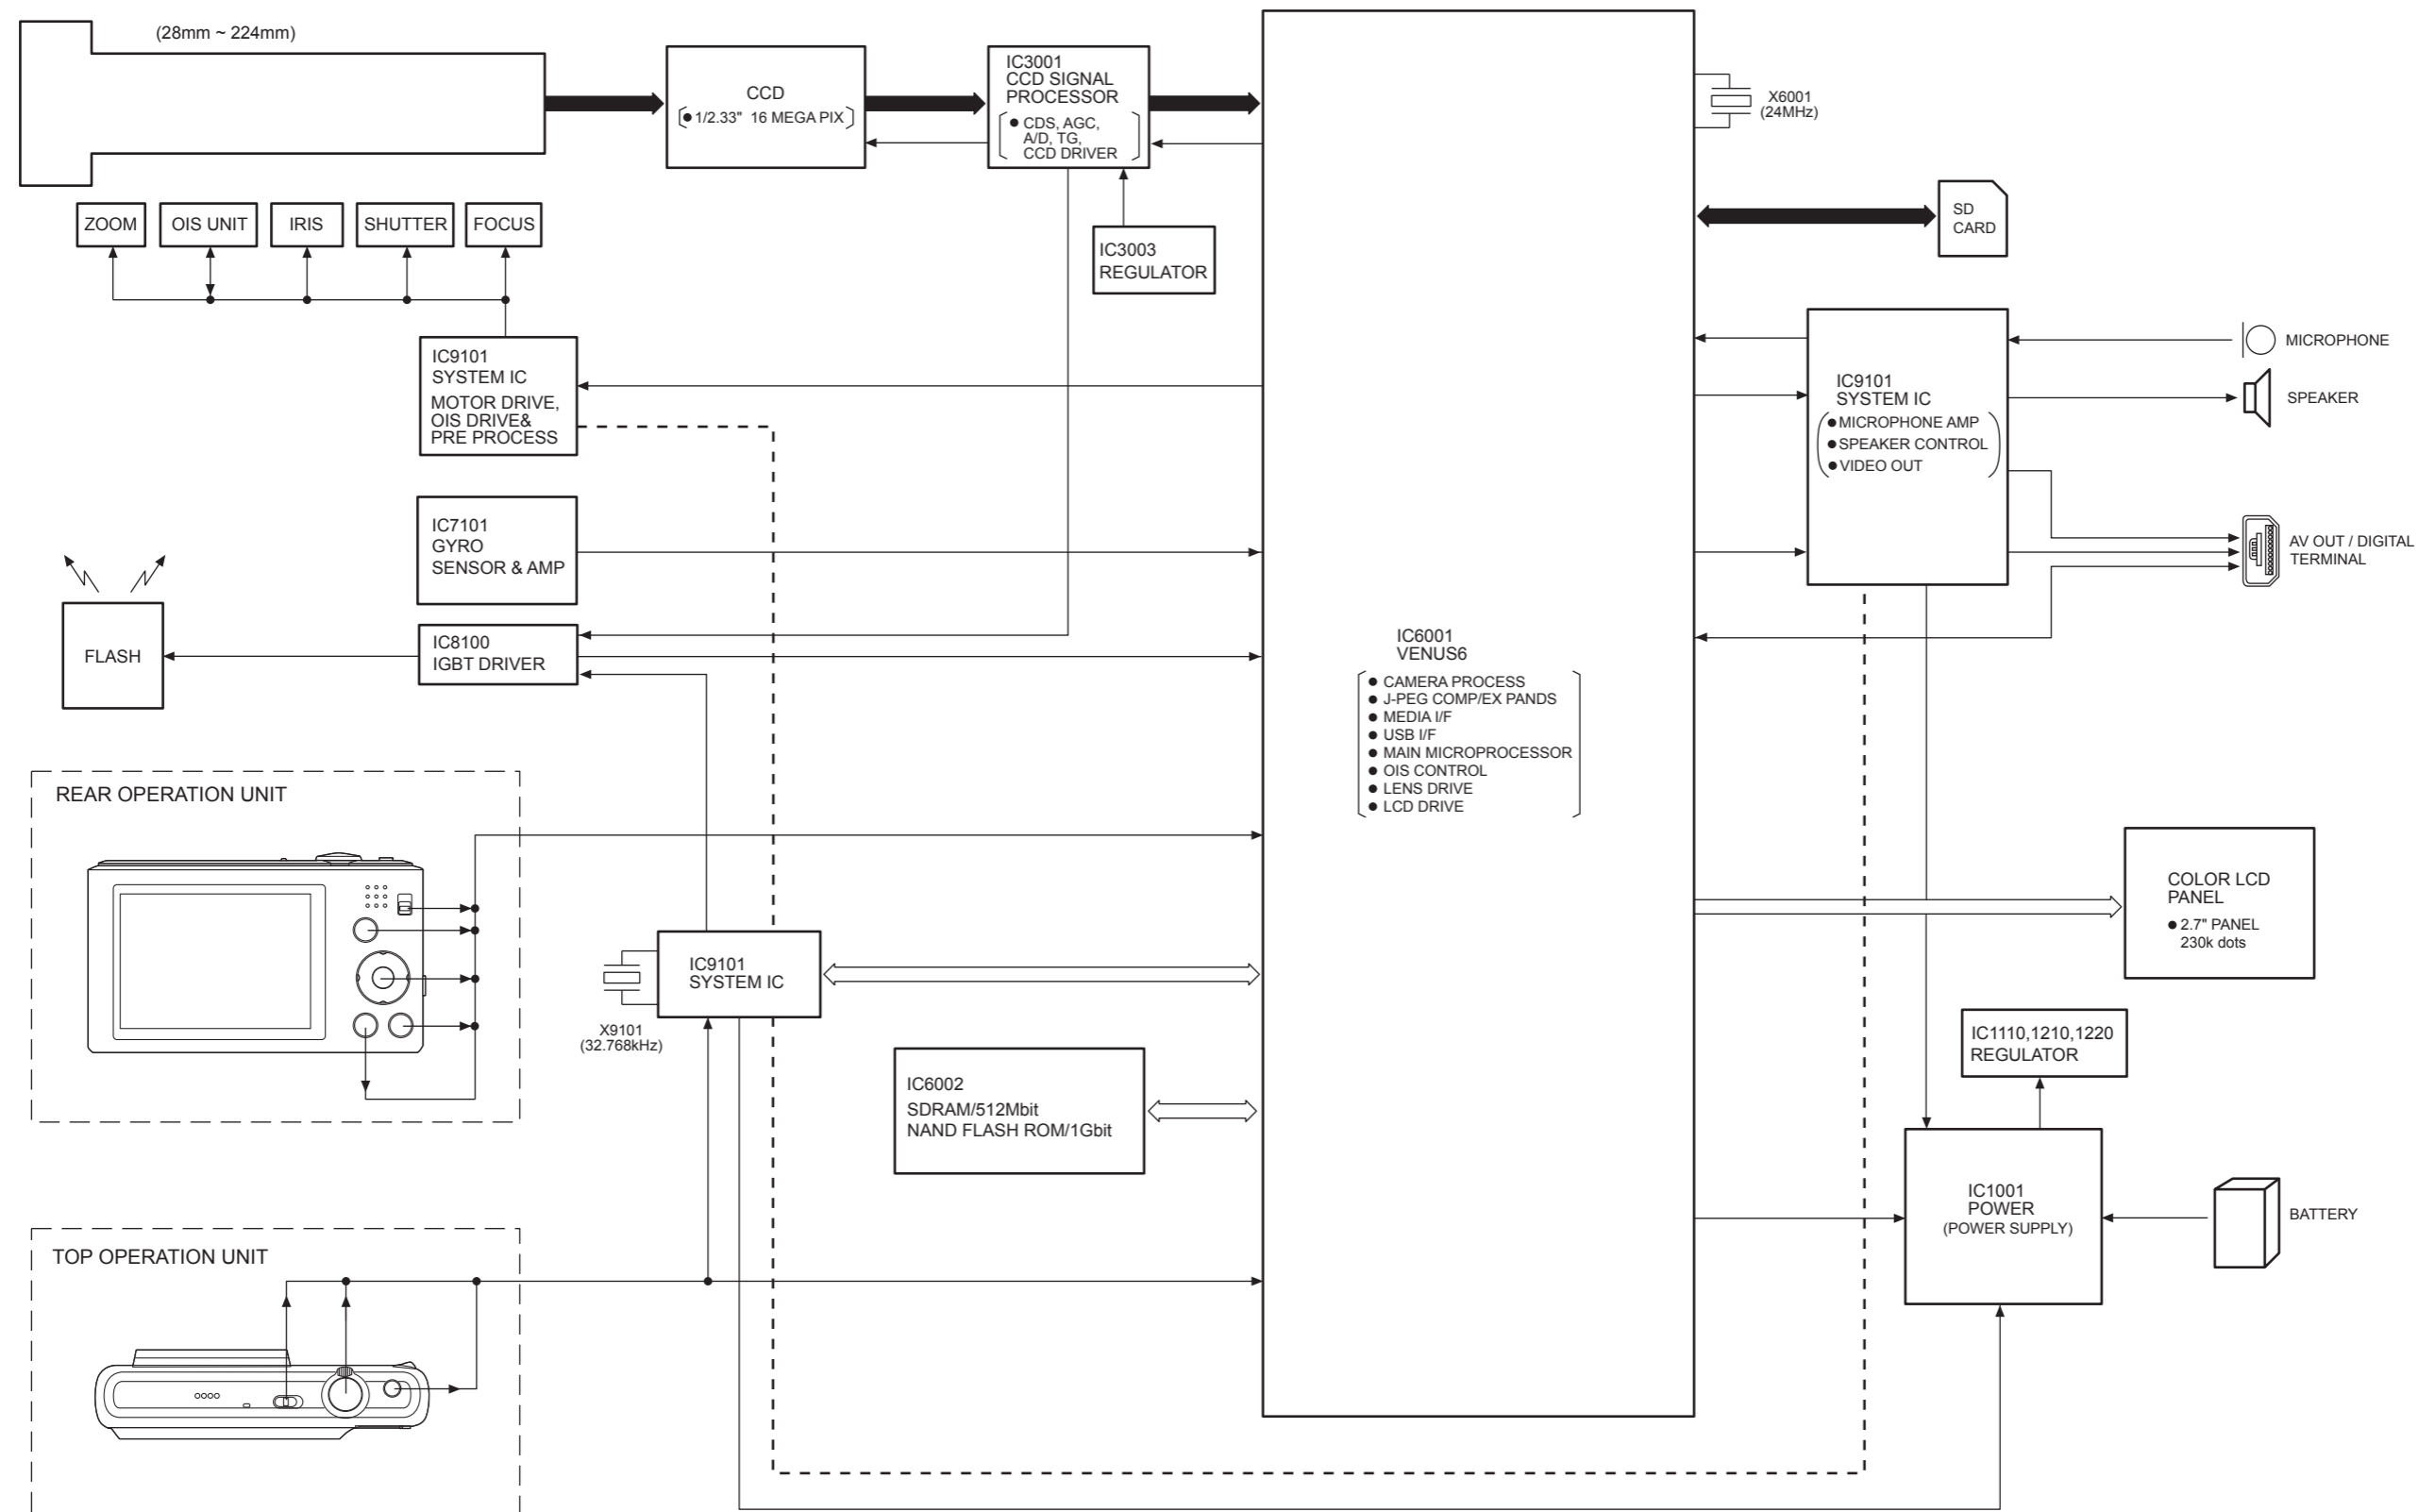 (28mm ~ 224mm)
CCD
● 1/2.33" 16 MEGA PIX
IC3001
CCD SIGNAL
PROCESSOR
● CDS, AGC,
A/D, TG,
CCD DRIVER
X6001
(24MHz)
SD
CARD
ZOOM
OIS UNIT
IRIS
SHUTTER
FOCUS
IC3003
REGULATOR
IC9101
SYSTEM IC
MOTOR DRIVE,
OIS DRIVE&
PRE PROCESS
IC9101
SYSTEM IC
● MICROPHONE AMP
● SPEAKER CONTROL
● VIDEO OUT
MICROPHONE
SPEAKER
AV OUT / DIGITAL
TERMINAL
IC7101
GYRO
SENSOR & AMP
FLASH
IC8100
IGBT DRIVER
IC6001
VENUS6
● CAMERA PROCESS
● J-PEG COMP/EX PANDS
● MEDIA I/F
● USB I/F
● MAIN MICROPROCESSOR
● OIS CONTROL
● LENS DRIVE
● LCD DRIVE
REAR OPERATION UNIT
COLOR LCD
PANEL
● 2.7" PANEL
230k dots
IC9101
SYSTEM IC
X9101
(32.768kHz)
IC1110,1210,1220
REGULATOR
IC6002
SDRAM/512Mbit
NAND FLASH ROM/1Gbit
IC1001
POWER
(POWER SUPPLY)
BATTERY
TOP OPERATION UNIT